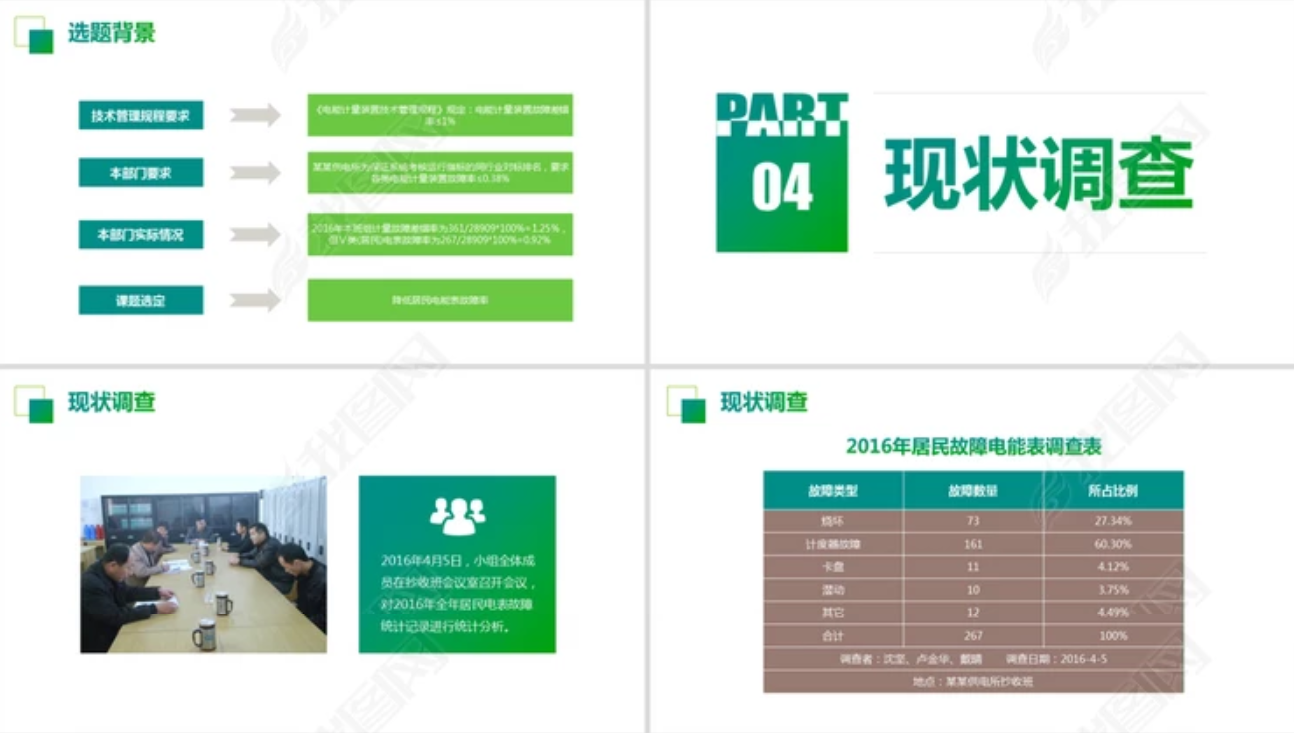 选题背景
技术管理规程要求
《电能计量装置技术管理规程》规定：电能计量装置故障差错
率≤1%
本部门要求
某某供电所为保证系统考核运行指标的同行业对标排名，要求
各类电能计量装置故障率≤0.38%
本部门实际情况
2016年本班组计量故障差错率为361/28909*100%=1.25%，
但Ⅴ类(居民)电表故障率为267/28909*100%=0.92%
课题选定
降低居民电能表故障率
PART
04
现状调查
现状调查
2016年4月5日，小组全体成
员在抄收班会议室召开会议，
对2016年全年居民电表故障
统计记录进行统计分析。
现状调查
2016年居民故障电能表调查表
故障类型 故障数量 所占比例
烧坏 73 27.34%
计度器故障 161 60.30%
卡盘 11 4.12%
潜动 10 3.75%
其它 12 4.49%
合计 267 100%
调查者：沈坚、卢金华、戴晴 调查日期：2016-4-5
地点：某某供电所抄收班
我图网